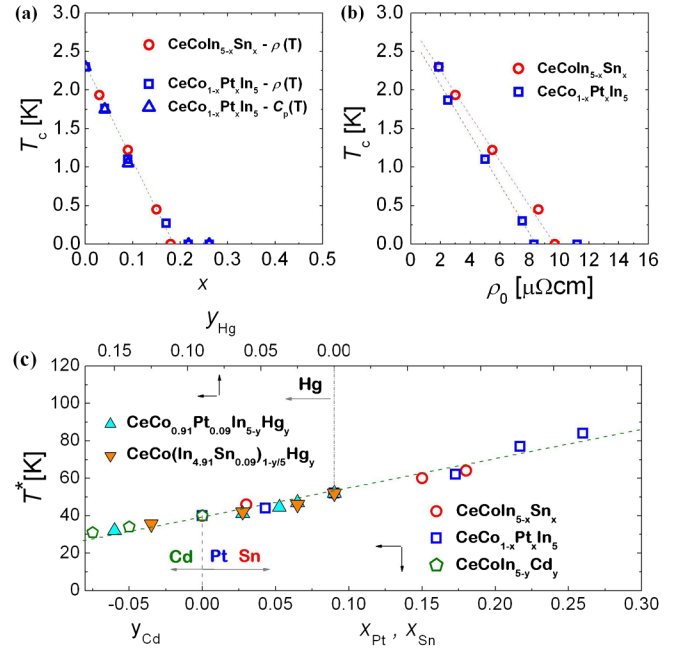 (a)
CeCoIn5-xSnx - ρ(T)
CeCo1-xPtxIn5 - ρ(T)
CeCo1-xPtxIn5 - Cp(T)
Tc [K]
3.0
2.5
2.0
1.5
1.0
0.5
0.0
0.0 0.1 0.2 0.3 0.4 0.5
x
(b)
CeCoIn5-xSnx
CeCo1-xPtxIn5
Tc [K]
3.0
2.5
2.0
1.5
1.0
0.5
0.0
0 2 4 6 8 10 12 14 16
ρ0 [μΩcm]
yHg
0.15 0.10 0.05 0.00
(c)
Hg
CeCo0.91Pt0.09In5-yHgy
CeCo(In4.91Sn0.09)1-y/5Hgy
T* [K]
120
100
80
60
40
20
0
CeCoIn5-xSnx
CeCo1-xPtxIn5
CeCoIn5-yCdy
Cd Pt Sn
-0.05 0.00 0.05 0.10 0.15 0.20 0.25 0.30
yCd
xPt , xSn